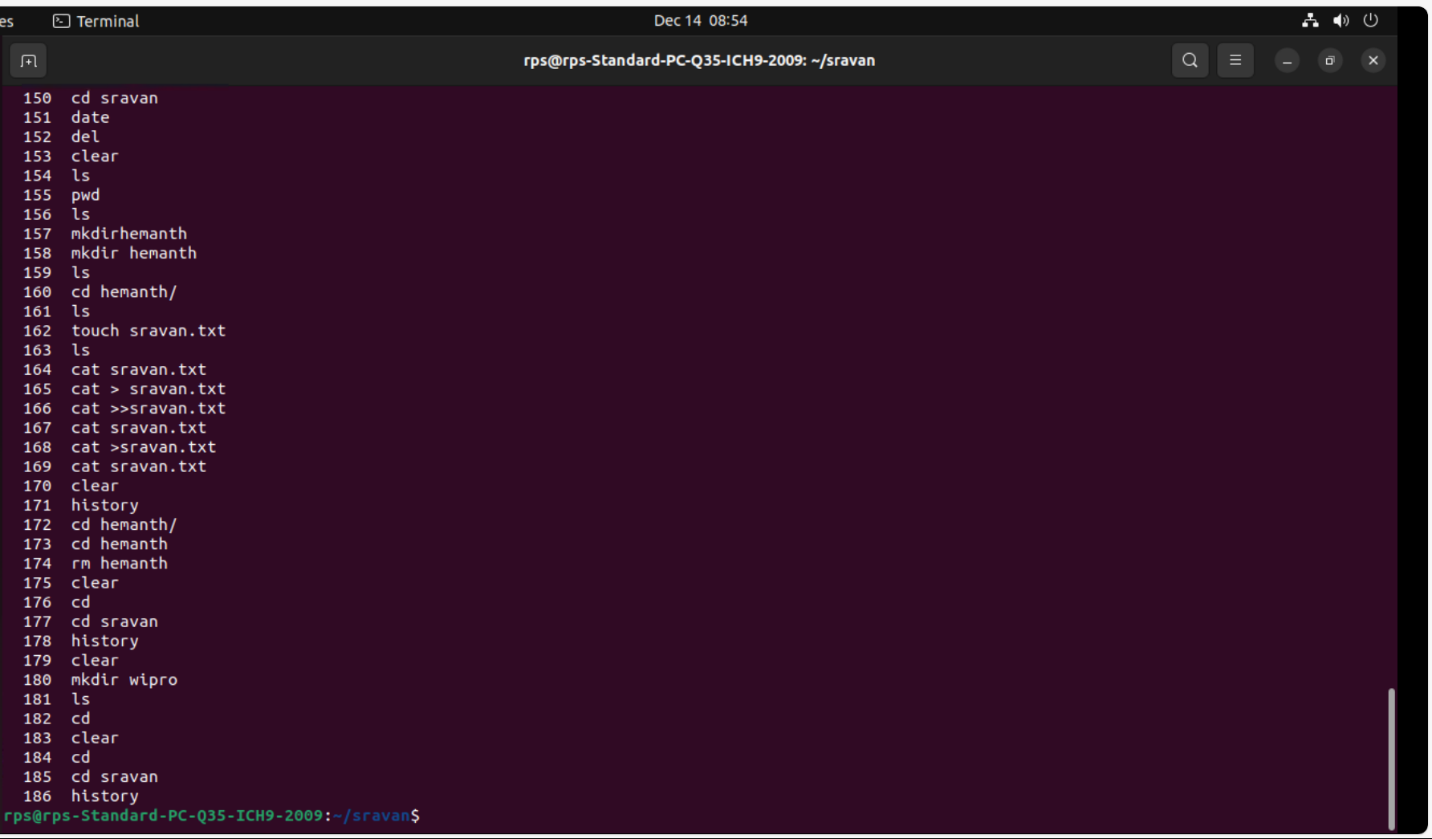 es Terminal Dec 14 08:54
rps@rps-Standard-PC-Q35-ICH9-2009: ~/sravan
150 cd sravan
151 date
152 del
153 clear
154 ls
155 pwd
156 ls
157 mkdirhemanth
158 mkdir hemanth
159 ls
160 cd hemanth/
161 ls
162 touch sravan.txt
163 ls
164 cat sravan.txt
165 cat > sravan.txt
166 cat >>sravan.txt
167 cat sravan.txt
168 cat >sravan.txt
169 cat sravan.txt
170 clear
171 history
172 cd hemanth/
173 cd hemanth
174 rm hemanth
175 clear
176 cd
177 cd sravan
178 history
179 clear
180 mkdir wipro
181 ls
182 cd
183 clear
184 cd
185 cd sravan
186 history
rps@rps-Standard-PC-Q35-ICH9-2009:~/sravan$